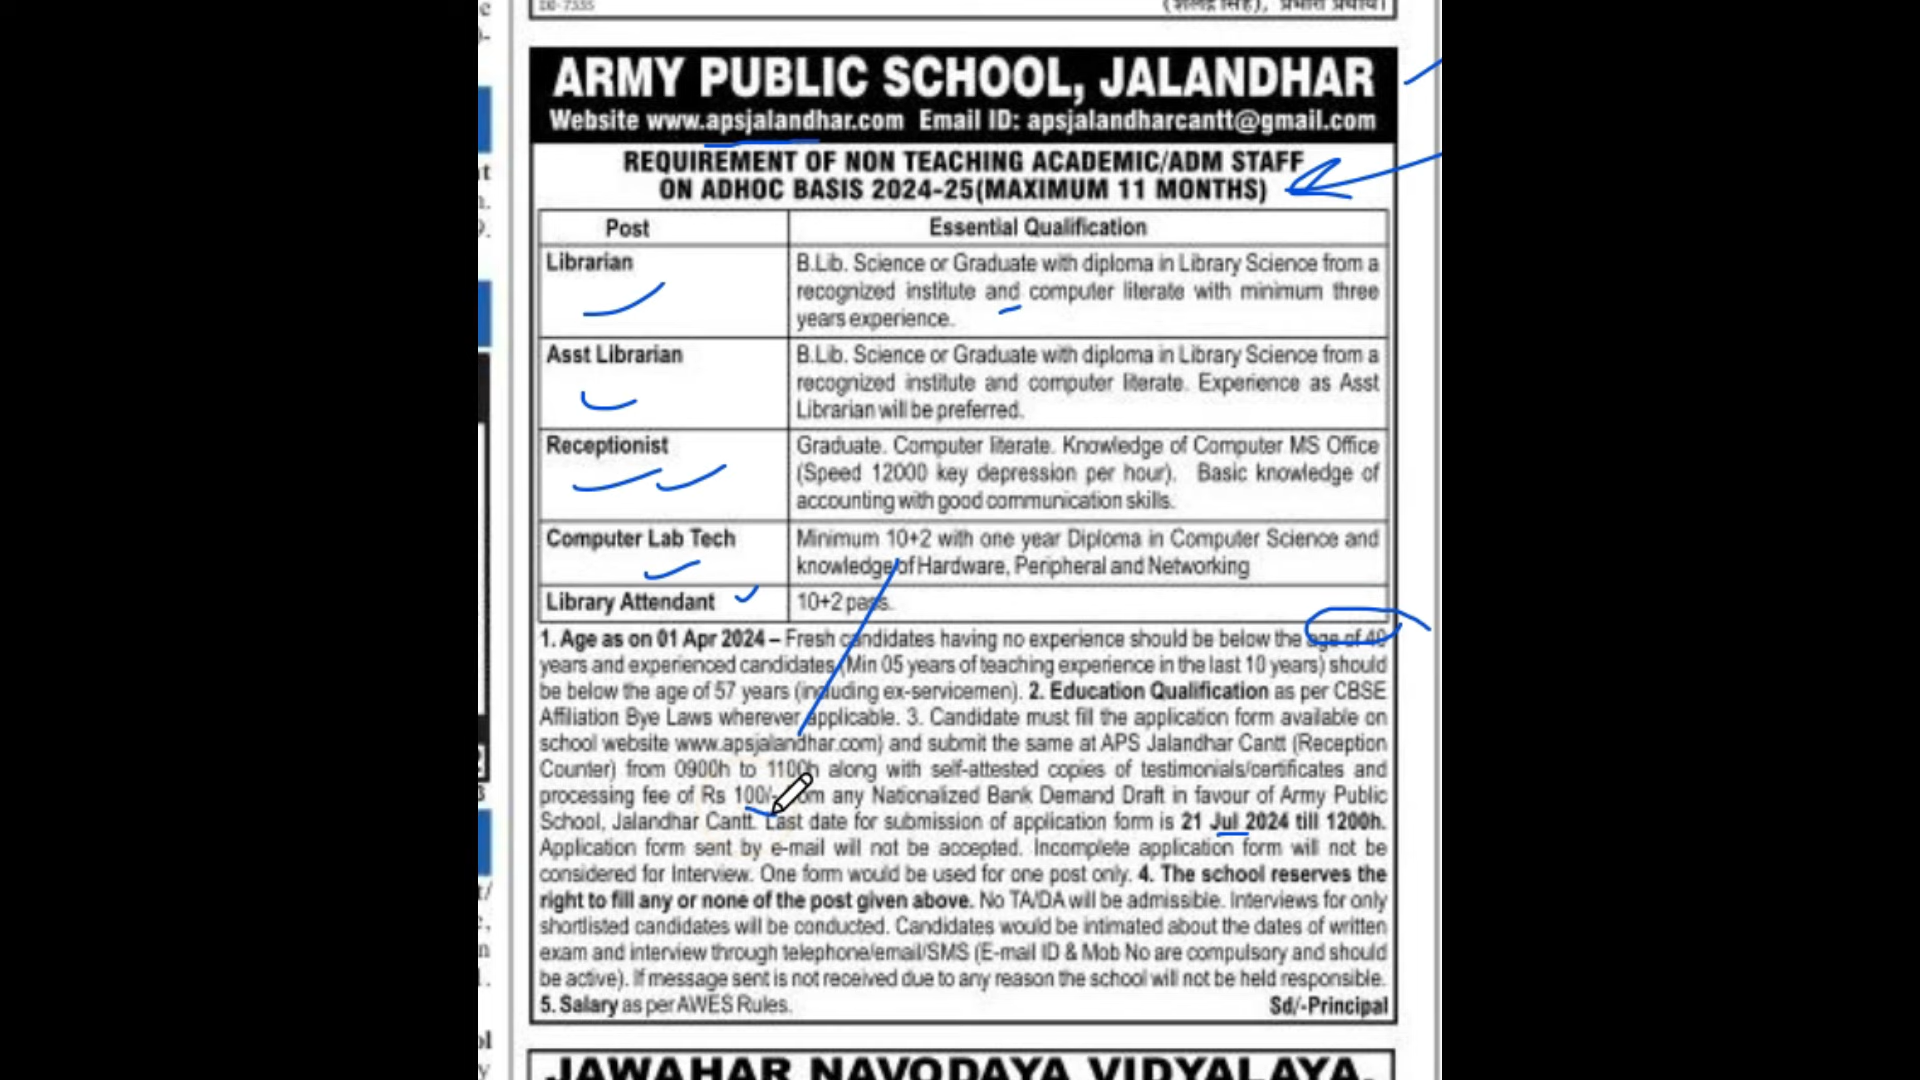 DD-7335 (शैलेंद्र सिंह), प्रभारी प्रचार्य।
ARMY PUBLIC SCHOOL, JALANDHAR
Website www.apsjalandhar.com Email ID: apsjalandharcantt@gmail.com
REQUIREMENT OF NON TEACHING ACADEMIC/ADM STAFF
ON ADHOC BASIS 2024-25(MAXIMUM 11 MONTHS)
Post Essential Qualification
Librarian B.Lib. Science or Graduate with diploma in Library Science from a
recognized institute and computer literate with minimum three
years experience.
Asst Librarian B.Lib. Science or Graduate with diploma in Library Science from a
recognized institute and computer literate. Experience as Asst
Librarian will be preferred.
Receptionist Graduate. Computer literate. Knowledge of Computer MS Office
(Speed 12000 key depression per hour). Basic knowledge of
accounting with good communication skills.
Computer Lab Tech Minimum 10+2 with one year Diploma in Computer Science and
knowledge of Hardware, Peripheral and Networking
Library Attendant 10+2 pass.
1. Age as on 01 Apr 2024 – Fresh candidates having no experience should be below the age of 40
years and experienced candidates (Min 05 years of teaching experience in the last 10 years) should
be below the age of 57 years (including ex-servicemen). 2. Education Qualification as per CBSE
Affiliation Bye Laws wherever applicable. 3. Candidate must fill the application form available on
school website www.apsjalandhar.com) and submit the same at APS Jalandhar Cantt (Reception
Counter) from 0900h to 1100h along with self-attested copies of testimonials/certificates and
processing fee of Rs 100/- from any Nationalized Bank Demand Draft in favour of Army Public
School, Jalandhar Cantt. Last date for submission of application form is 21 Jul 2024 till 1200h.
Application form sent by e-mail will not be accepted. Incomplete application form will not be
considered for Interview. One form would be used for one post only. 4. The school reserves the
right to fill any or none of the post given above. No TA/DA will be admissible. Interviews for only
shortlisted candidates will be conducted. Candidates would be intimated about the dates of written
exam and interview through telephone/email/SMS (E-mail ID & Mob No are compulsory and should
be active). If message sent is not received due to any reason the school will not be held responsible.
5. Salary as per AWES Rules. Sd/-Principal
JAWAHAR NAVODAYA VIDYALAYA,